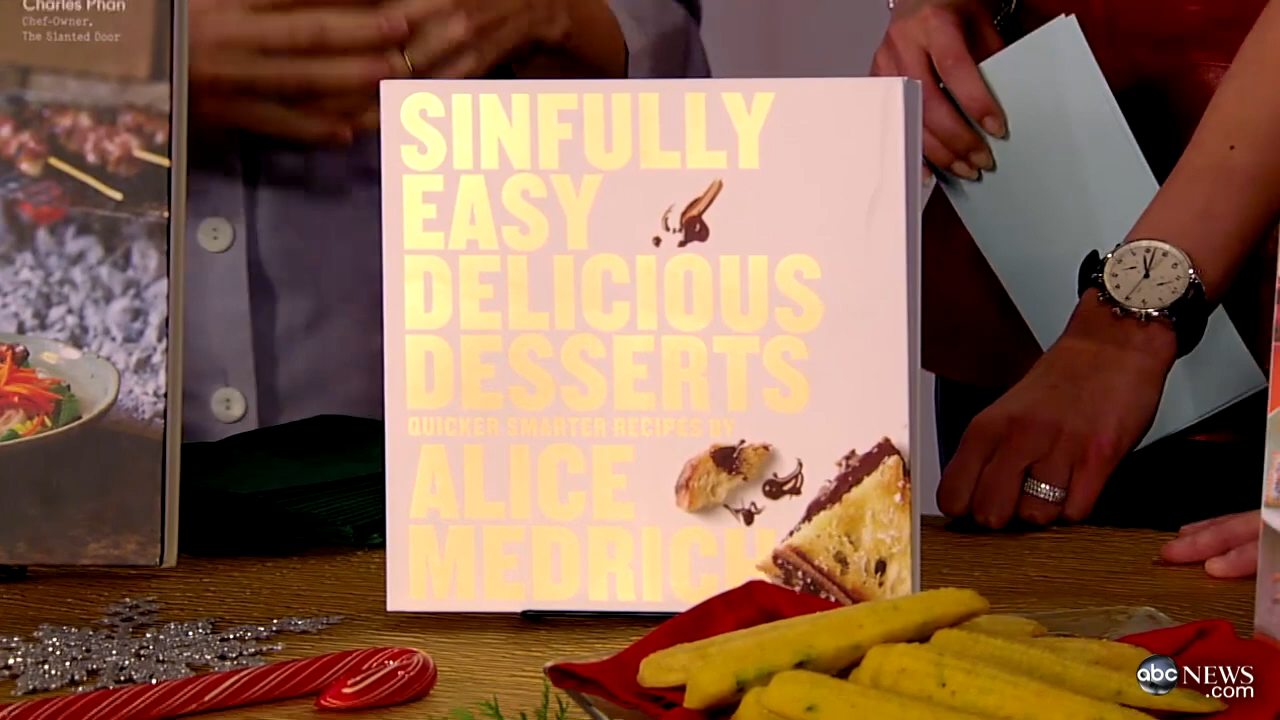 Charles Phan
Chef-Owner,
The Slanted Door
SINFULLY
EASY
DELICIOUS
DESSERTS
QUICKER SMARTER RECIPES BY
ALICE
MEDRICH
abc NEWS
.com